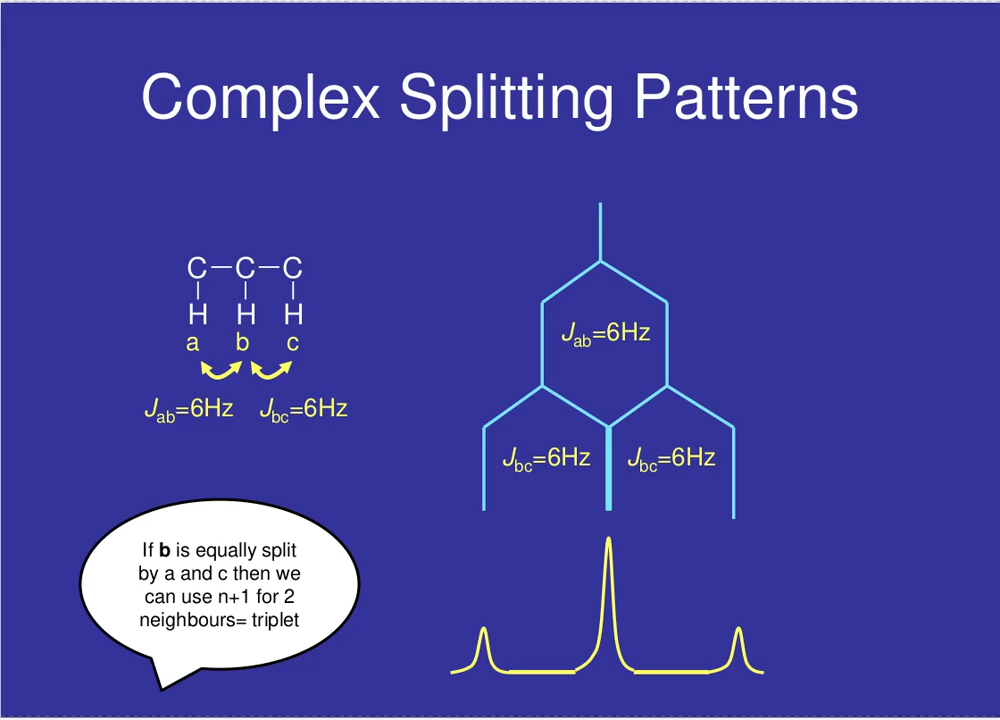 Complex Splitting Patterns
C – C – C
H H H
a b c
Jab=6Hz Jbc=6Hz
Jab=6Hz
Jbc=6Hz Jbc=6Hz
If b is equally split
by a and c then we
can use n+1 for 2
neighbours= triplet